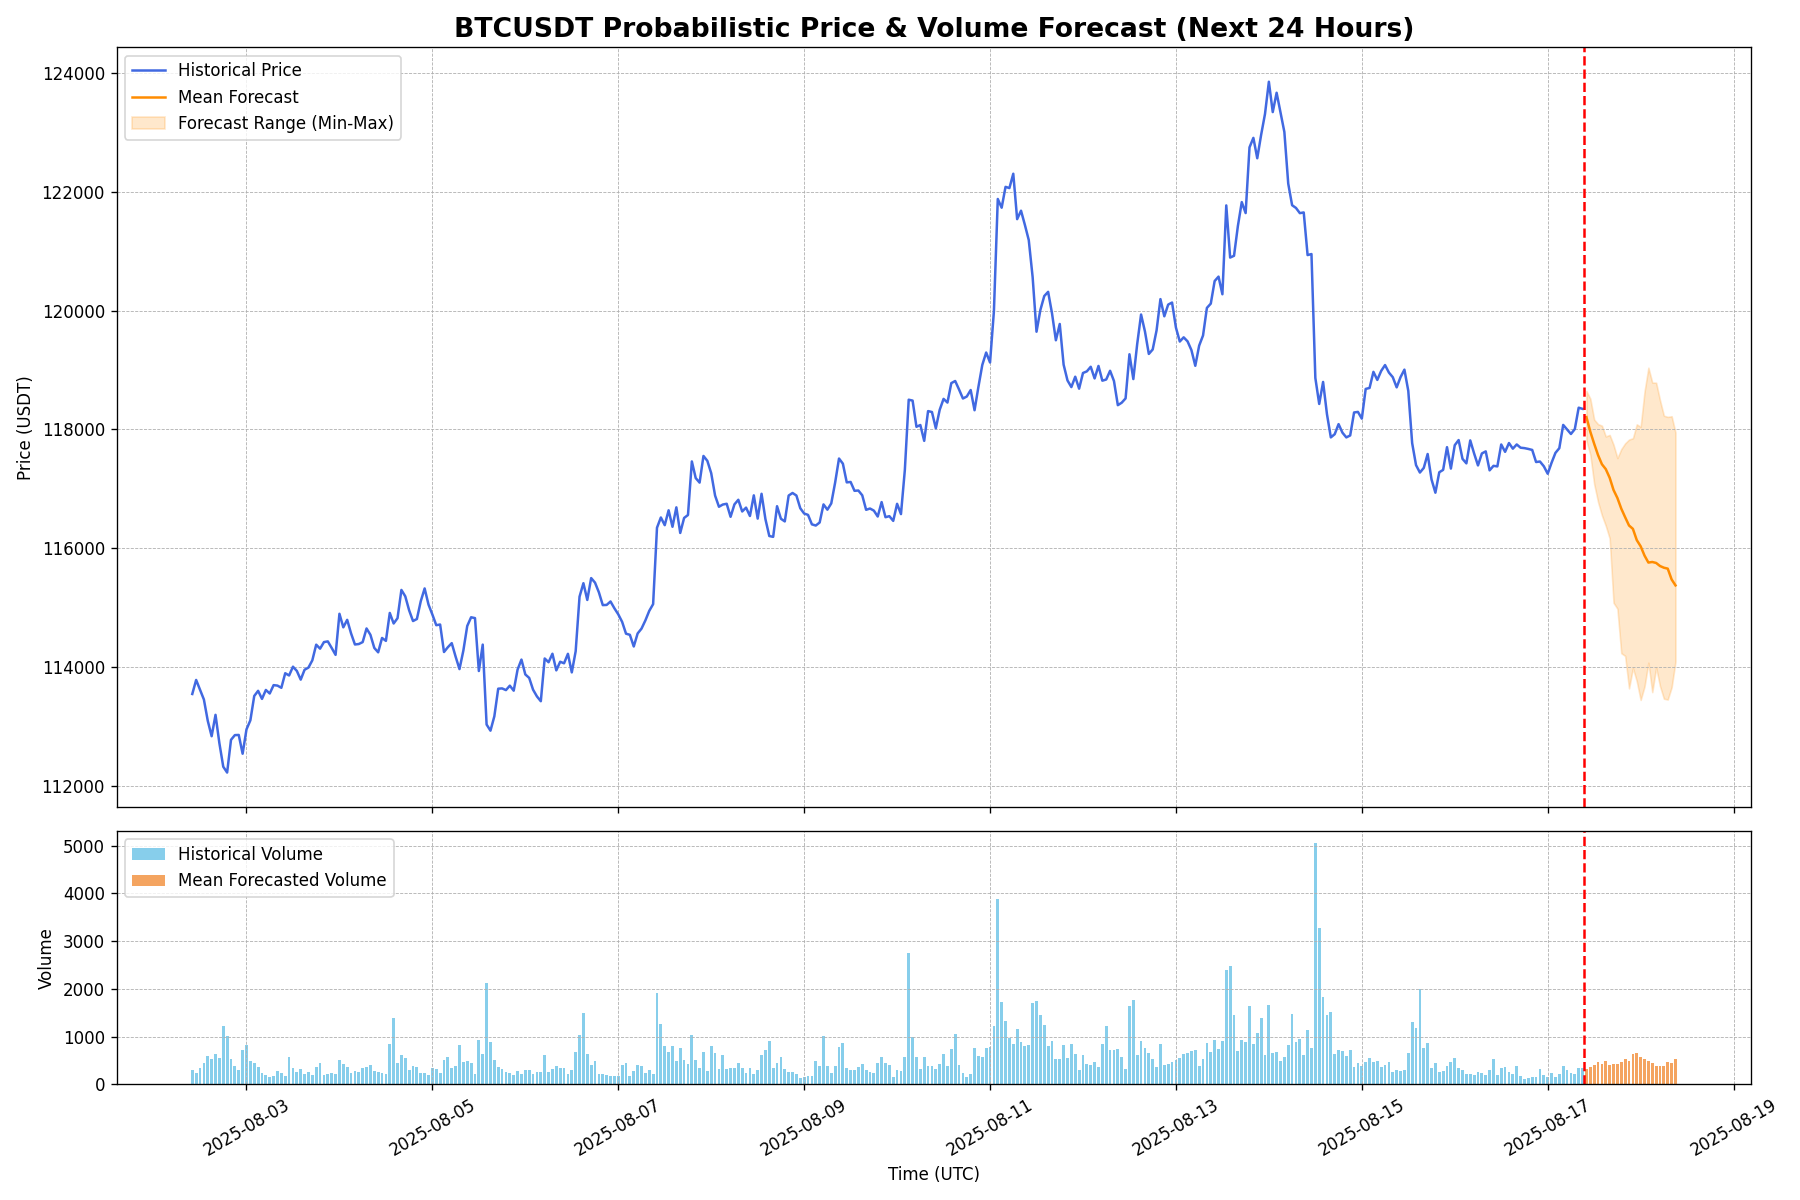 BTCUSDT Probabilistic Price & Volume Forecast (Next 24 Hours)
Historical Price
Mean Forecast
Forecast Range (Min-Max)
Price (USDT)
124000
122000
120000
118000
116000
114000
112000
Historical Volume
Mean Forecasted Volume
Volume
5000
4000
3000
2000
1000
0
2025-08-03
2025-08-05
2025-08-07
2025-08-09
2025-08-11
2025-08-13
2025-08-15
2025-08-17
2025-08-19
Time (UTC)